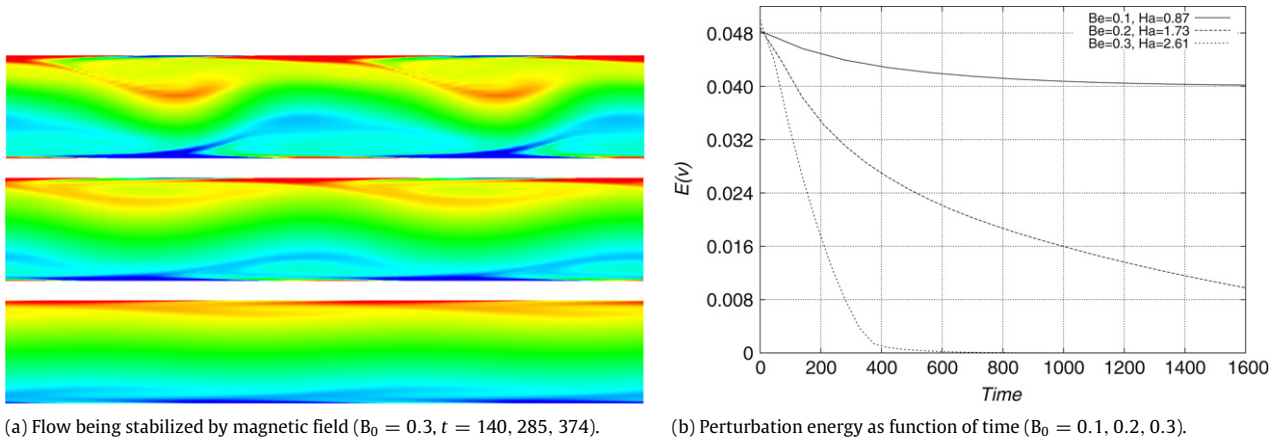 Be=0.1, Ha=0.87
Be=0.2, Ha=1.73
Be=0.3, Ha=2.61
0.048
0.040
0.032
0.024
0.016
0.008
0
E(v)
0 200 400 600 800 1000 1200 1400 1600
Time
(a) Flow being stabilized by magnetic field (B₀ = 0.3, t = 140, 285, 374).
(b) Perturbation energy as function of time (B₀ = 0.1, 0.2, 0.3).